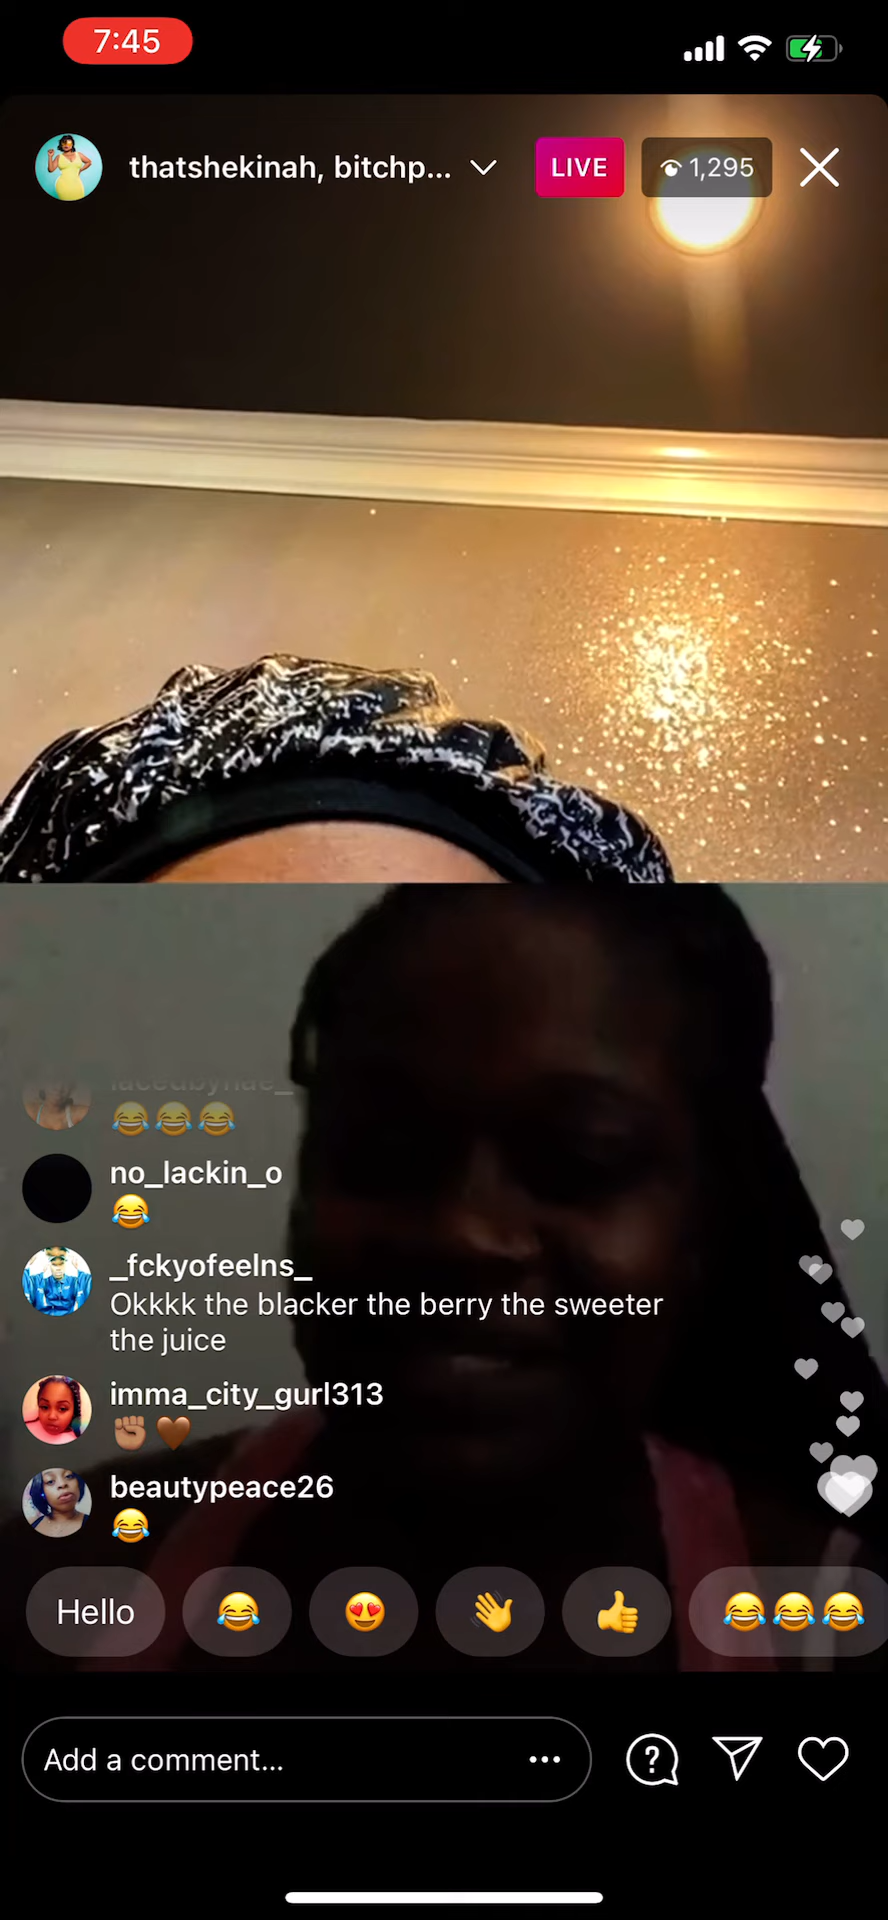 7:45
thatshekinah, bitchp...
LIVE
1,295
lacedbynae_
😂😂😂
no_lackin_o
😂
_fckyofeelns_
Okkkk the blacker the berry the sweeter
the juice
imma_city_gurl313
✊🏽🤎
beautypeace26
😂
Hello 😂 😍 👋 👍 😂😂😂
Add a comment...